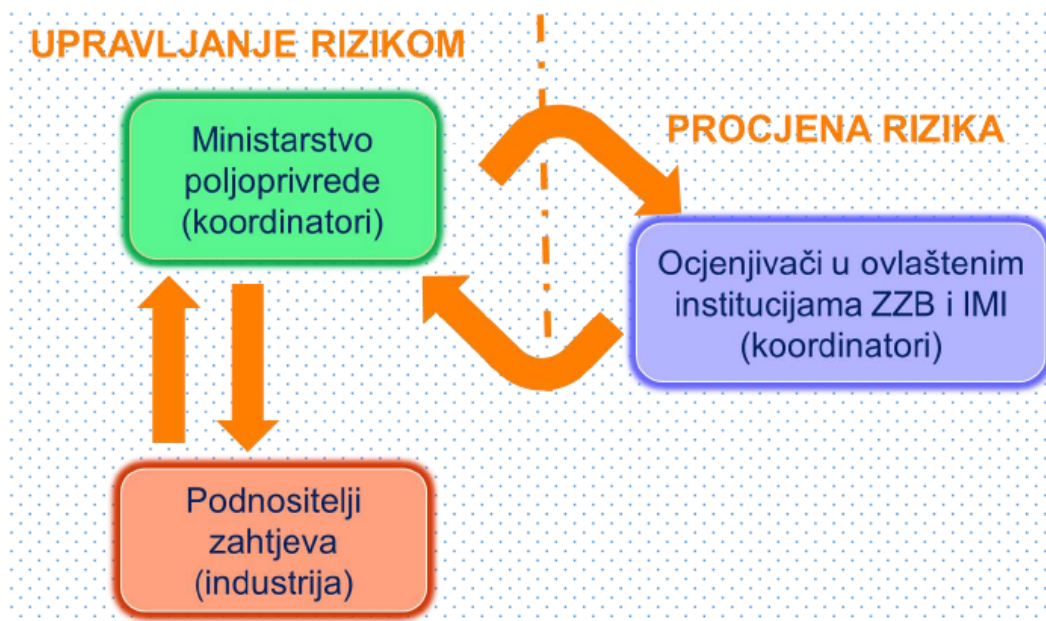 UPRAVLJANJE RIZIKOM
Ministarstvo
poljoprivrede
(koordinatori)
PROCJENA RIZIKA
Ocjenjivači u ovlaštenim
institucijama ZZB i IMI
(koordinatori)
Podnositelji
zahtjeva
(industrija)